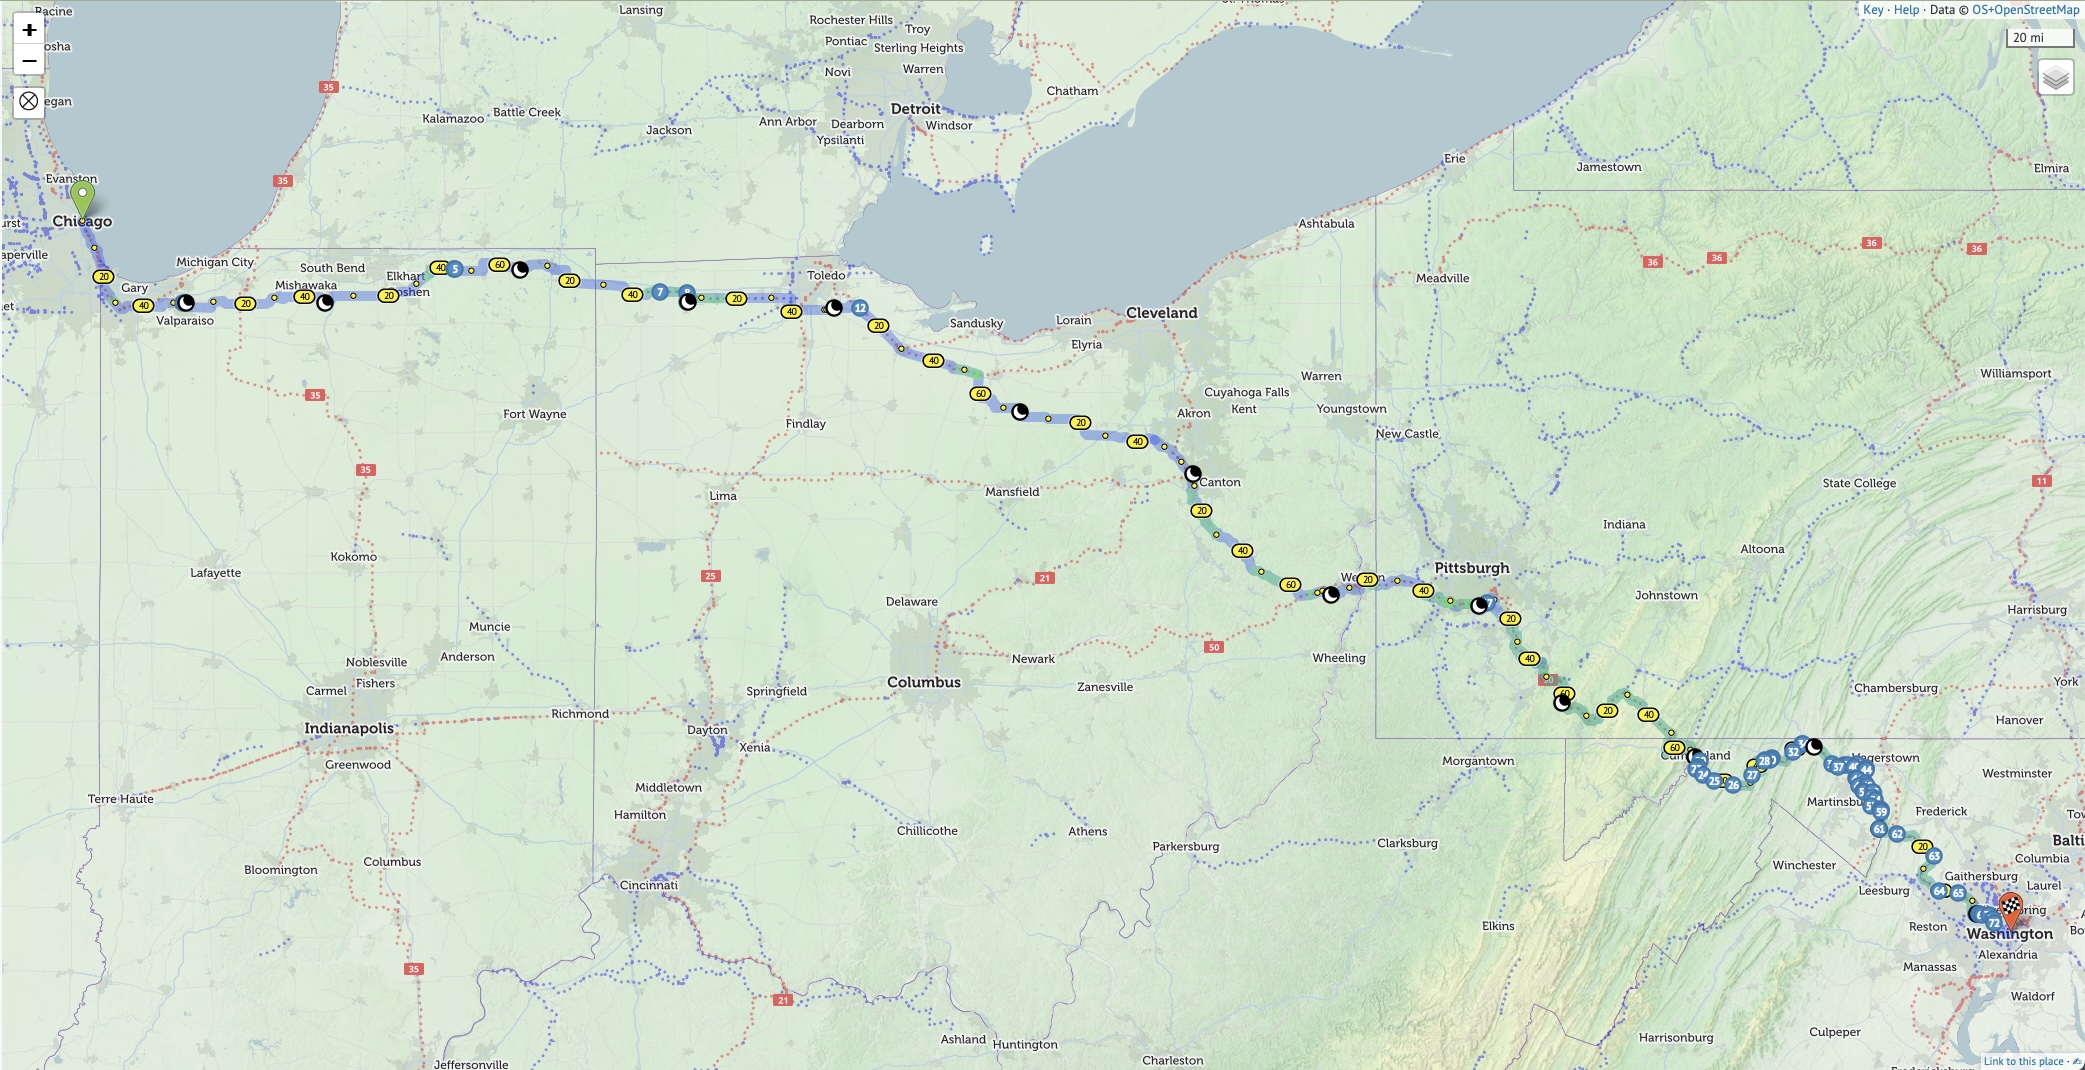 Racine
Lansing
Rochester Hills
Troy
Pontiac
Sterling Heights
Key · Help · Data © OS+OpenStreetMap
+
−
20 mi
osha
Novi
Warren
35
Chatham
egan
Kalamazoo
Battle Creek
Detroit
Jackson
Ann Arbor
Dearborn
Windsor
Ypsilanti
Erie
Jamestown
Elmira
Evanston
35
Chicago
urst
Ashtabula
36
36
aperville
36
36
Michigan City
South Bend
Elkhart
40
5
60
Toledo
Meadville
20
Gary
Mishawaka
oshen
20
40
7
8
20
40
20
40
20
12
40
Valparaiso
Sandusky
Lorain
Cleveland
20
Elyria
40
Warren
Williamsport
35
60
Cuyahoga Falls
Fort Wayne
Akron
Kent
Youngstown
Findlay
20
New Castle
40
35
Canton
State College
11
Lima
Mansfield
20
Indiana
Kokomo
40
Altoona
Lafayette
25
21
60
20
Pittsburgh
40
Johnstown
Delaware
Harrisburg
Muncie
20
50
Anderson
Newark
Wheeling
40
Noblesville
Carmel
Fishers
Columbus
Zanesville
Springfield
Chambersburg
York
60
20
40
Richmond
Indianapolis
Dayton
Hanover
Xenia
60
32
Greenwood
Morgantown
28
37
44
Hagerstown
27
Westminster
25
26
Middletown
Terre Haute
Martinsbu
Hamilton
59
Frederick
Chillicothe
Athens
61
62
Parkersburg
Clarksburg
20
Balti
63
Columbia
Columbus
Bloomington
Winchester
Gaithersburg
Cincinnati
Leesburg
64
65
Laurel
ring
72
Elkins
Reston
Washington
Alexandria
35
Manassas
21
Waldorf
Culpeper
Ashland
Huntington
Harrisonburg
Jeffersonville
Charleston
Link to this place ·